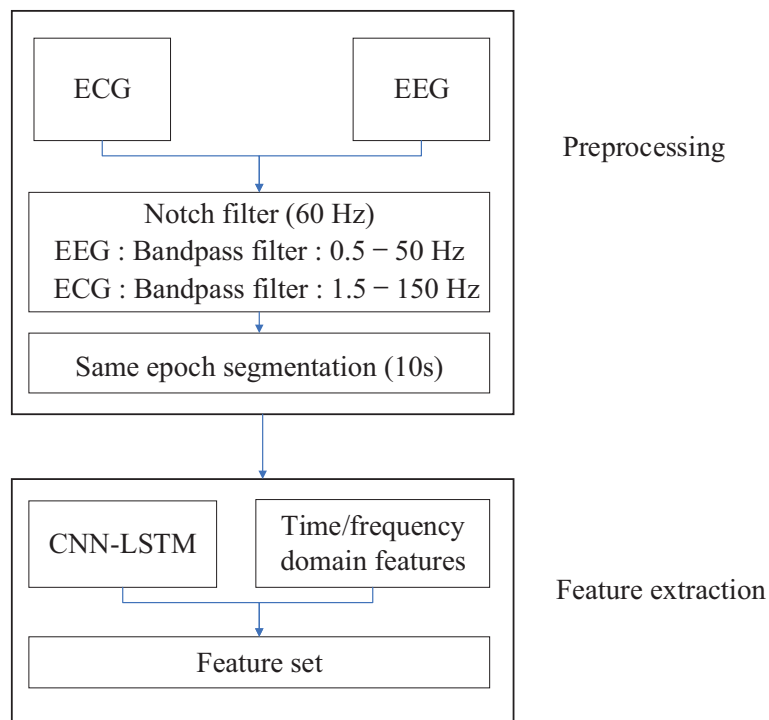 ECG
EEG
Preprocessing
Notch filter (60 Hz)
EEG : Bandpass filter : 0.5 − 50 Hz
ECG : Bandpass filter : 1.5 − 150 Hz
Same epoch segmentation (10s)
CNN-LSTM
Time/frequency
domain features
Feature extraction
Feature set